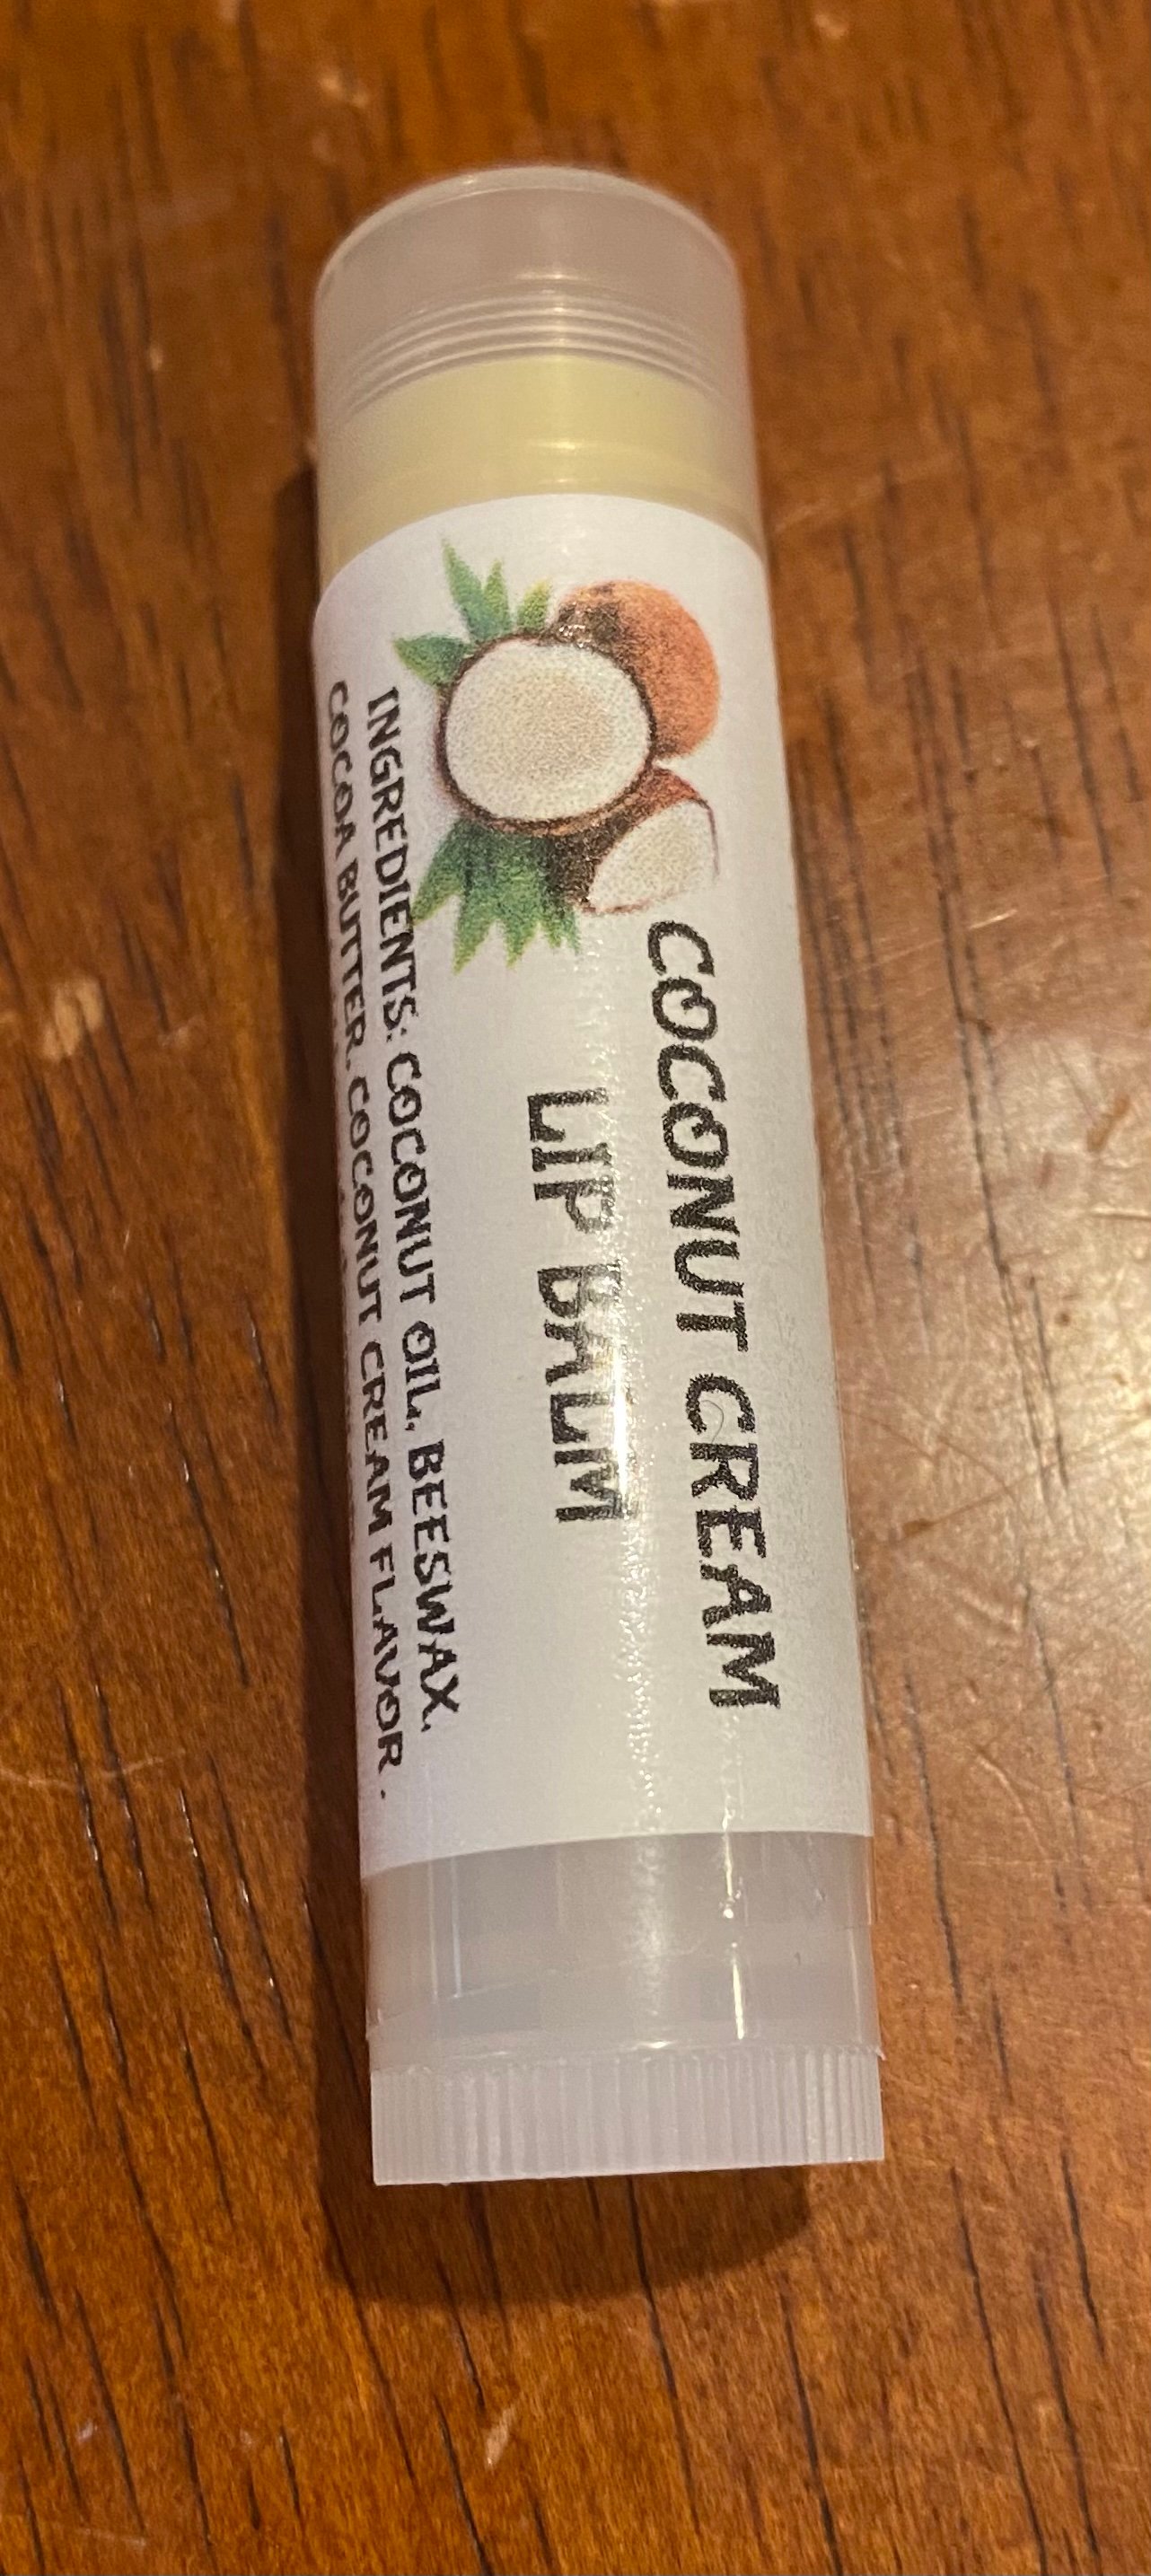 COCONUT CREAM
LIP BALM
INGREDIENTS: COCONUT OIL, BEESWAX,
COCOA BUTTER, COCONUT CREAM FLAVOR .